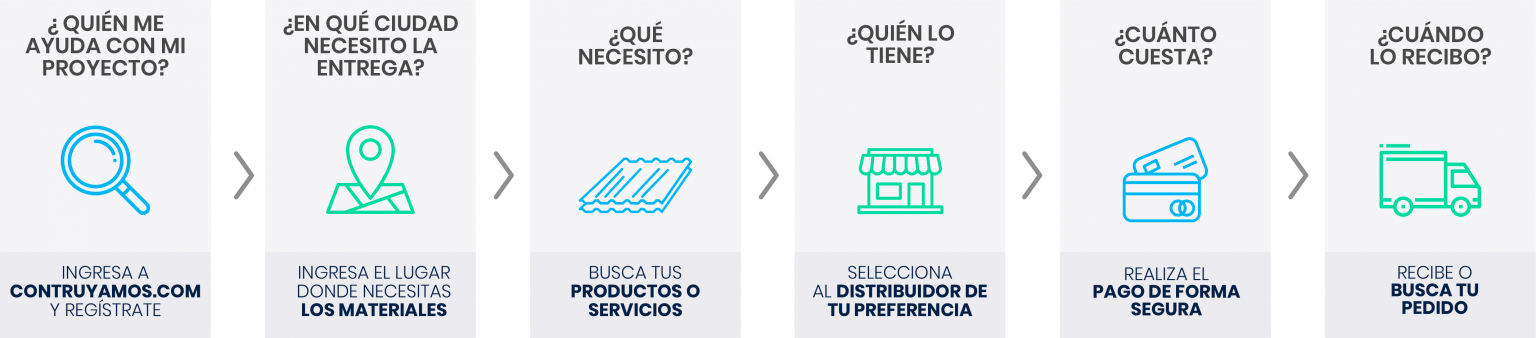 ¿ QUIÉN ME
AYUDA CON MI
PROYECTO?
INGRESA A
CONTRUYAMOS.COM
Y REGÍSTRATE
¿EN QUÉ CIUDAD
NECESITO LA
ENTREGA?
INGRESA EL LUGAR
DONDE NECESITAS
LOS MATERIALES
¿QUÉ
NECESITO?
BUSCA TUS
PRODUCTOS O
SERVICIOS
¿QUIÉN LO
TIENE?
SELECCIONA
AL DISTRIBUIDOR DE
TU PREFERENCIA
¿CUÁNTO
CUESTA?
REALIZA EL
PAGO DE FORMA
SEGURA
¿CUÁNDO
LO RECIBO?
RECIBE O
BUSCA TU
PEDIDO